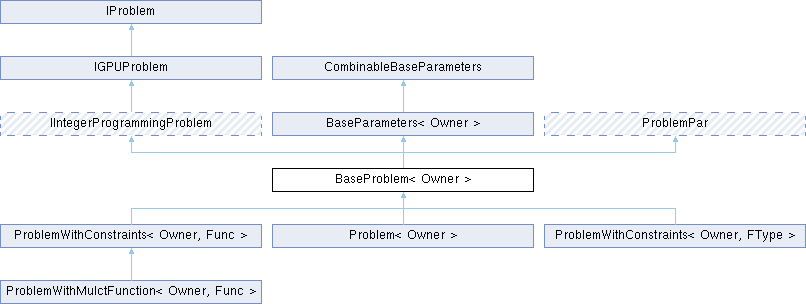 IProblem
IGPUProblem
CombinableBaseParameters
IIntegerProgrammingProblem
BaseParameters< Owner >
ProblemPar
BaseProblem< Owner >
ProblemWithConstraints< Owner, Func >
Problem< Owner >
ProblemWithConstraints< Owner, FType >
ProblemWithMulctFunction< Owner, Func >